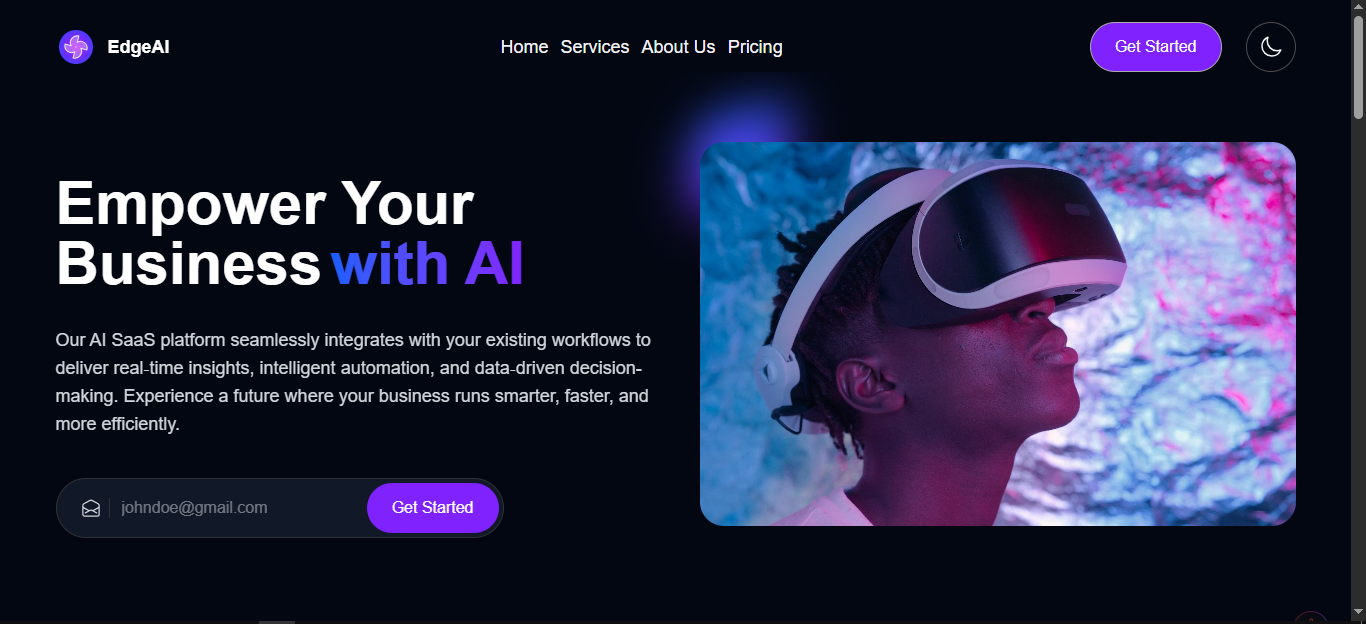 EdgeAI
Home Services About Us Pricing
Get Started
Empower Your
Business with AI
Our AI SaaS platform seamlessly integrates with your existing workflows to
deliver real-time insights, intelligent automation, and data-driven decision-
making. Experience a future where your business runs smarter, faster, and
more efficiently.
johndoe@gmail.com
Get Started